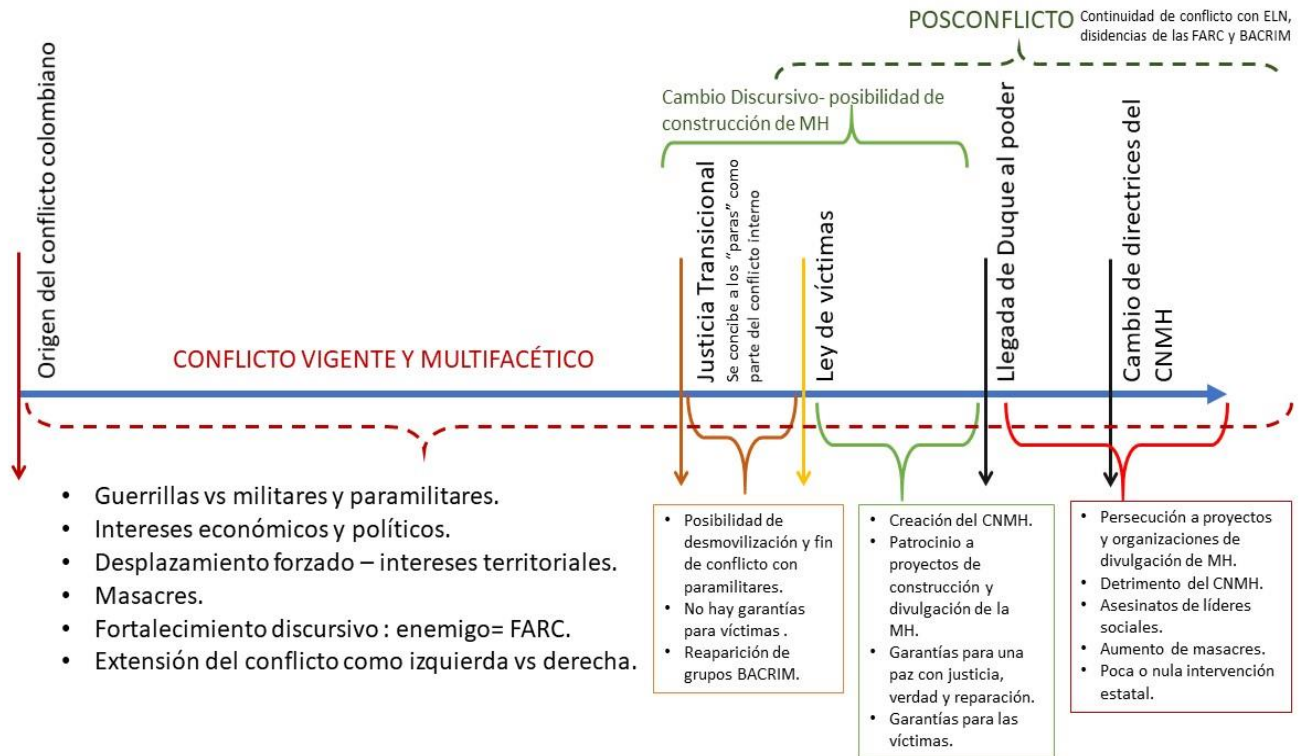 POSCONFLICTO
Continuidad de conflicto con ELN,
disidencias de las FARC y BACRIM
Cambio Discursivo- posibilidad de
construcción de MH
Origen del conflicto colombiano
CONFLICTO VIGENTE Y MULTIFACÉTICO
Justicia Transicional
Se concibe a los "paras" como
parte del conflicto interno
Ley de víctimas
Llegada de Duque al poder
Cambio de directrices del
CNMH
• Guerrillas vs militares y paramilitares.
• Intereses económicos y políticos.
• Desplazamiento forzado – intereses territoriales.
• Masacres.
• Fortalecimiento discursivo : enemigo= FARC.
• Extensión del conflicto como izquierda vs derecha.
• Posibilidad de
desmovilización y fin
de conflicto con
paramilitares.
• No hay garantías
para víctimas .
• Reaparición de
grupos BACRIM.
• Creación del CNMH.
• Patrocinio a
proyectos de
construcción y
divulgación de la
MH.
• Garantías para una
paz con justicia,
verdad y reparación.
• Garantías para las
víctimas.
• Persecución a proyectos
y organizaciones de
divulgación de MH.
• Detrimento del CNMH.
• Asesinatos de líderes
sociales.
• Aumento de masacres.
• Poca o nula intervención
estatal.